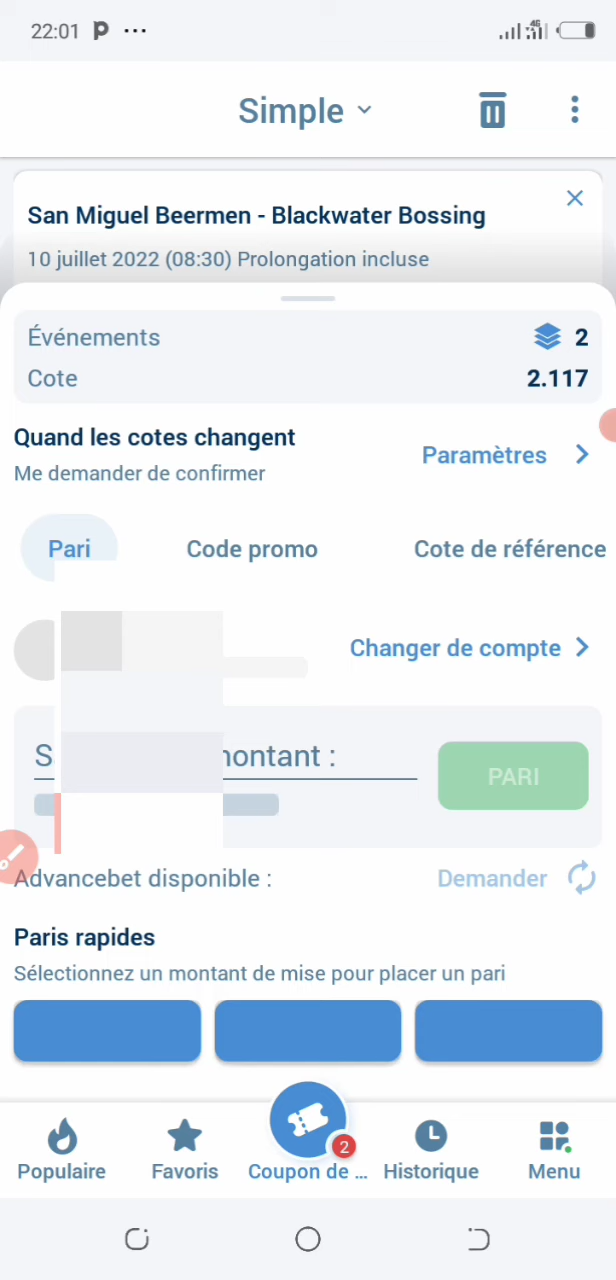 22:01 P ...
4G
Simple
San Miguel Beermen - Blackwater Bossing
10 juillet 2022 (08:30) Prolongation incluse
Événements 2
Cote 2.117
Quand les cotes changent
Me demander de confirmer
Paramètres
Pari Code promo Cote de référence
Changer de compte
montant :
PARI
Advancebet disponible : Demander
Paris rapides
Sélectionnez un montant de mise pour placer un pari
2
Populaire Favoris Coupon de ... Historique Menu